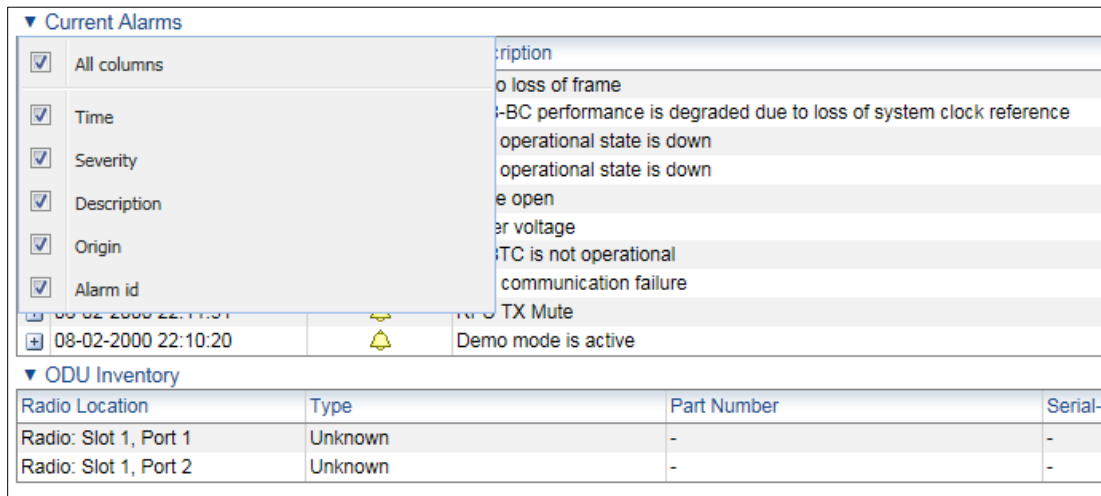 Current Alarms
All columns
cription
o loss of frame
Time
-BC performance is degraded due to loss of system clock reference
operational state is down
Severity
operational state is down
Description
e open
er voltage
Origin
TC is not operational
Alarm id
communication failure
TX Mute
08-02-2000 22:10:20 Demo mode is active
ODU Inventory
Radio Location Type Part Number Serial-
Radio: Slot 1, Port 1 Unknown - -
Radio: Slot 1, Port 2 Unknown - -